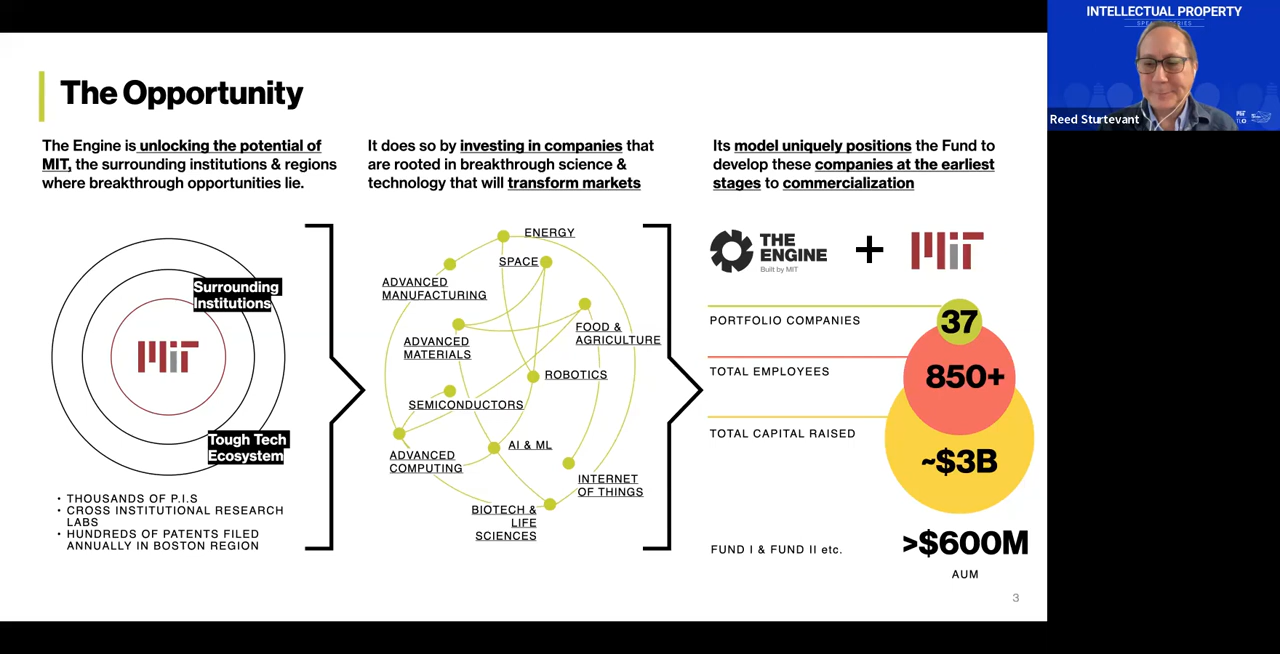 The Opportunity
The Engine is unlocking the potential of
MIT, the surrounding institutions & regions
where breakthrough opportunities lie.
It does so by investing in companies that
are rooted in breakthrough science &
technology that will transform markets
Its model uniquely positions the Fund to
develop these companies at the earliest
stages to commercialization
Surrounding
Institutions
MIT
Tough Tech
Ecosystem
• THOUSANDS OF P.I.S
• CROSS INSTITUTIONAL RESEARCH
LABS
• HUNDREDS OF PATENTS FILED
ANNUALLY IN BOSTON REGION
ENERGY
SPACE
ADVANCED
MANUFACTURING
FOOD &
AGRICULTURE
ADVANCED
MATERIALS
ROBOTICS
SEMICONDUCTORS
AI & ML
ADVANCED
COMPUTING
INTERNET
OF THINGS
BIOTECH &
LIFE
SCIENCES
THE
ENGINE
Built by MIT
+
MIT
PORTFOLIO COMPANIES
37
TOTAL EMPLOYEES
850+
TOTAL CAPITAL RAISED
~$3B
FUND I & FUND II etc.
>$600M
AUM
3
INTELLECTUAL PROPERTY
Reed Sturtevant
MIT
TLO